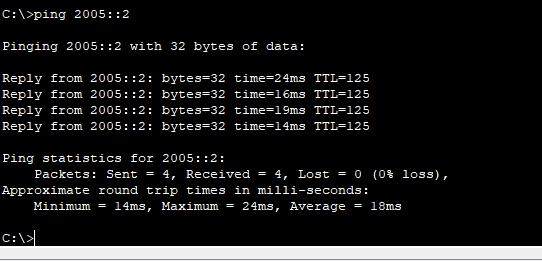 C:\>ping 2005::2
Pinging 2005::2 with 32 bytes of data:
Reply from 2005::2: bytes=32 time=24ms TTL=125
Reply from 2005::2: bytes=32 time=16ms TTL=125
Reply from 2005::2: bytes=32 time=19ms TTL=125
Reply from 2005::2: bytes=32 time=14ms TTL=125
Ping statistics for 2005::2:
    Packets: Sent = 4, Received = 4, Lost = 0 (0% loss),
Approximate round trip times in milli-seconds:
    Minimum = 14ms, Maximum = 24ms, Average = 18ms
C:\>